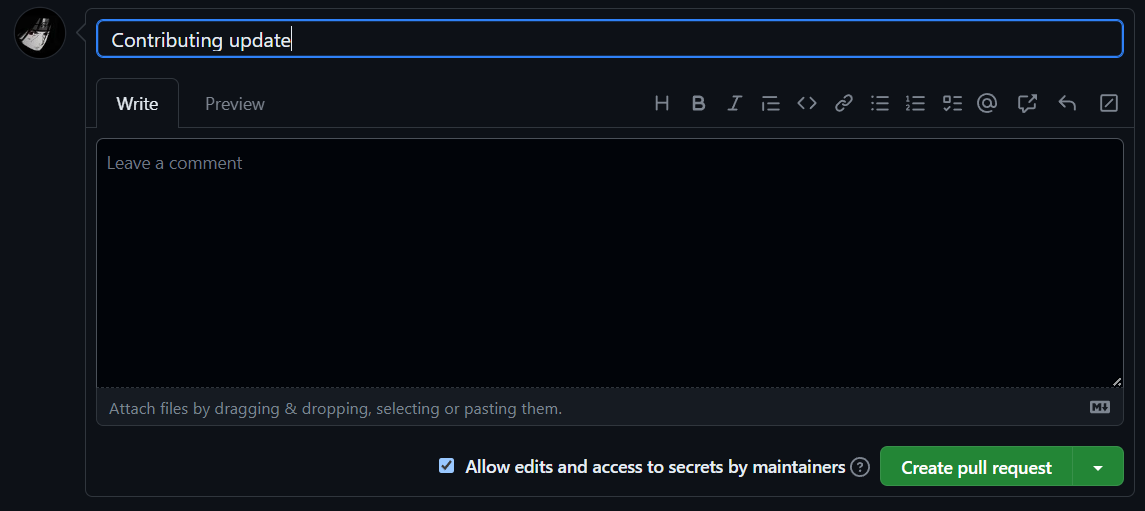 Contributing update
Write Preview
Leave a comment
Attach files by dragging & dropping, selecting or pasting them.
Allow edits and access to secrets by maintainers Create pull request